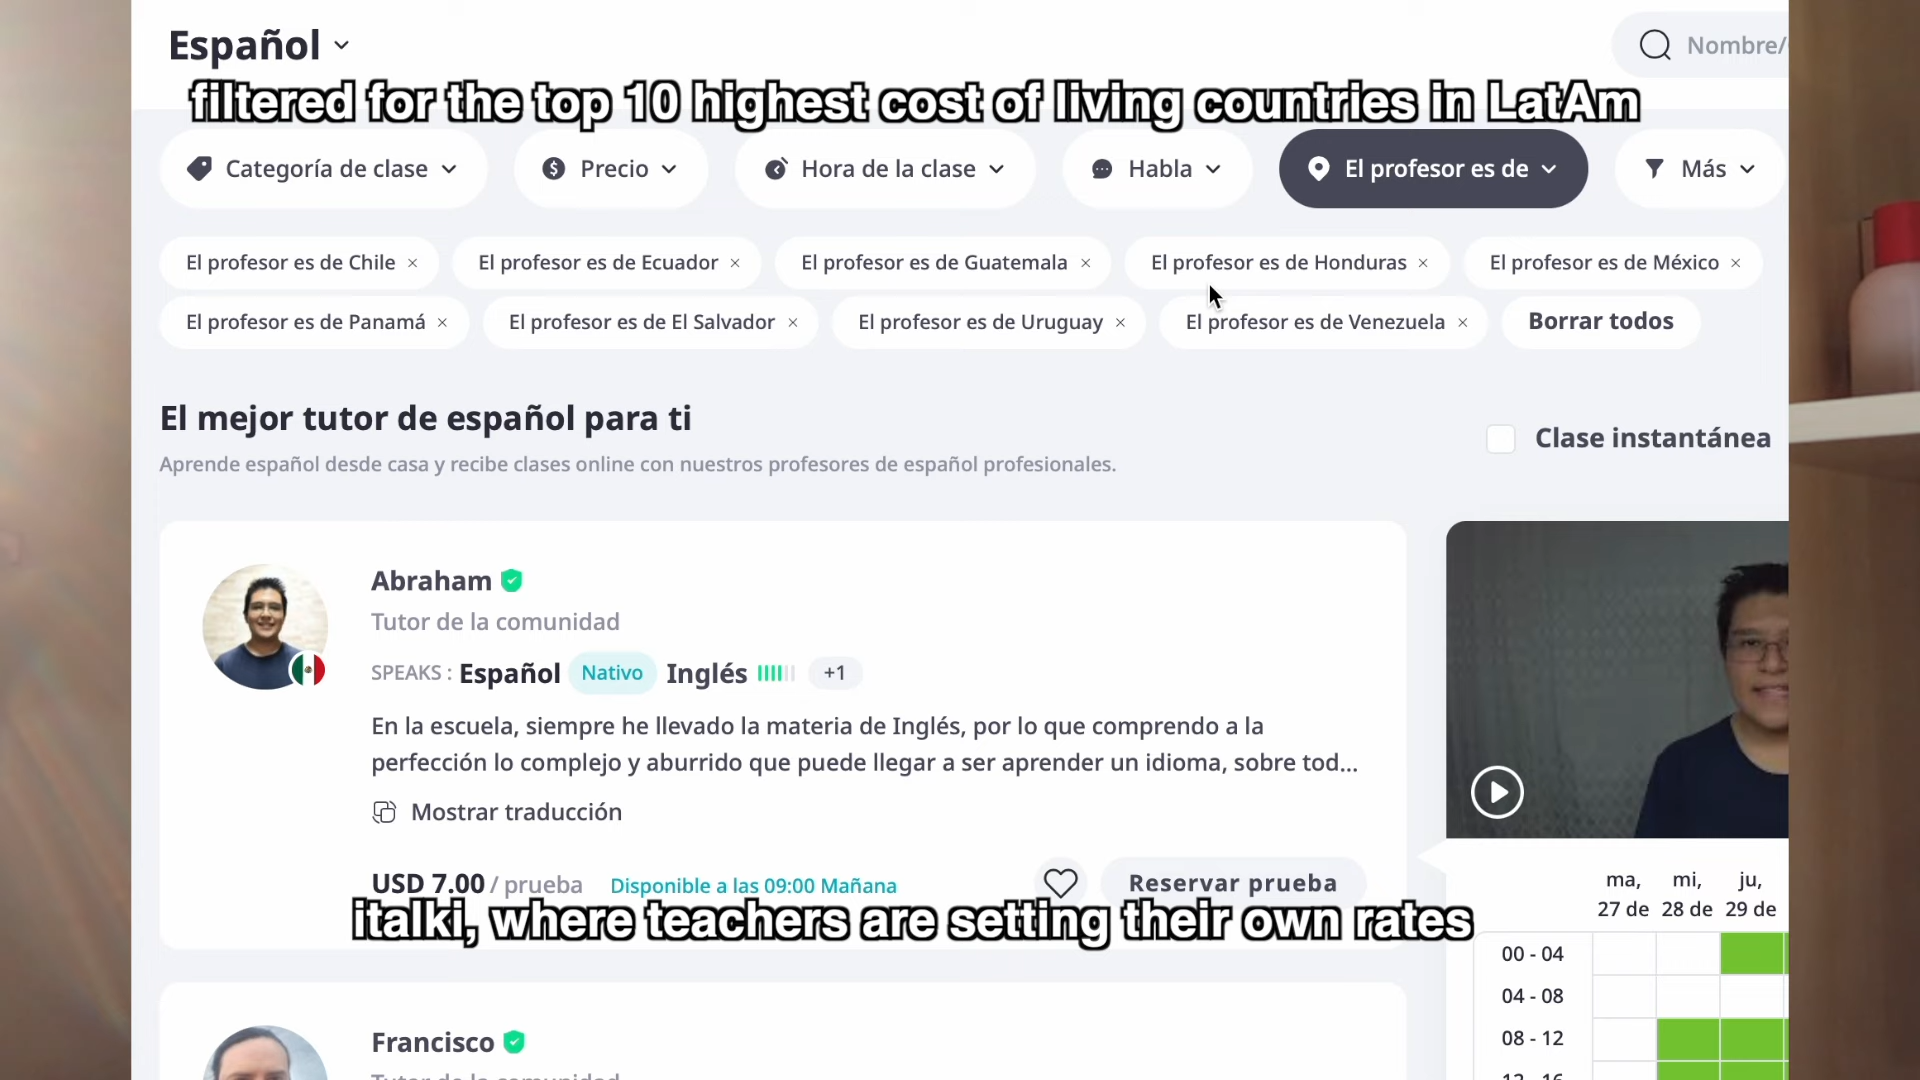 Español
Nombre/
filtered for the top 10 highest cost of living countries in LatAm
Categoría de clase
Precio
Hora de la clase
Habla
El profesor es de
Más
El profesor es de Chile ×
El profesor es de Ecuador ×
El profesor es de Guatemala ×
El profesor es de Honduras ×
El profesor es de México ×
El profesor es de Panamá ×
El profesor es de El Salvador ×
El profesor es de Uruguay ×
El profesor es de Venezuela ×
Borrar todos
El mejor tutor de español para ti
Aprende español desde casa y recibe clases online con nuestros profesores de español profesionales.
Clase instantánea
Abraham
Tutor de la comunidad
SPEAKS : Español Nativo Inglés +1
En la escuela, siempre he llevado la materia de Inglés, por lo que comprendo a la
perfección lo complejo y aburrido que puede llegar a ser aprender un idioma, sobre tod...
Mostrar traducción
USD 7.00 / prueba
Disponible a las 09:00 Mañana
Reservar prueba
italki, where teachers are setting their own rates
ma, mi, ju,
27 de 28 de 29 de
00 - 04
04 - 08
08 - 12
12 - 16
Francisco
Tutor de la comunidad